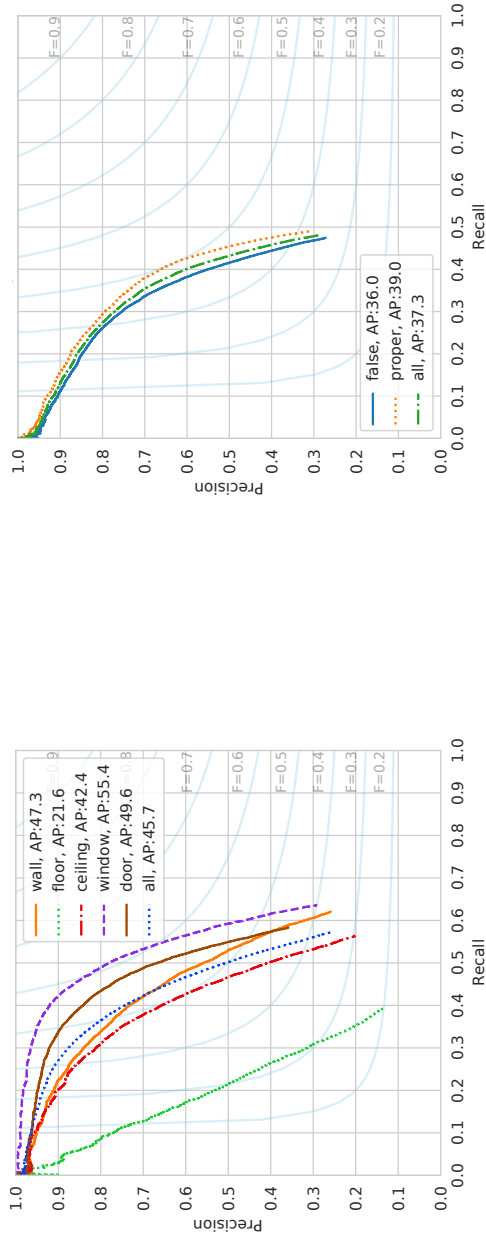 1.0
0.9
0.8
0.7
0.6
0.5
0.4
0.3
0.2
0.1
0.0
Precision
0.0
0.1
0.2
0.3
0.4
0.5
0.6
0.7
0.8
0.9
1.0
Recall
F=0.9
F=0.8
F=0.7
F=0.6
F=0.5
F=0.4
F=0.3
F=0.2
wall, AP:47.3
floor, AP:21.6
ceiling, AP:42.4
window, AP:55.4
door, AP:49.6
all, AP:45.7
1.0
0.9
0.8
0.7
0.6
0.5
0.4
0.3
0.2
0.1
0.0
Precision
0.0
0.1
0.2
0.3
0.4
0.5
0.6
0.7
0.8
0.9
1.0
Recall
F=0.9
F=0.8
F=0.7
F=0.6
F=0.5
F=0.4
F=0.3
F=0.2
false, AP:36.0
proper, AP:39.0
all, AP:37.3